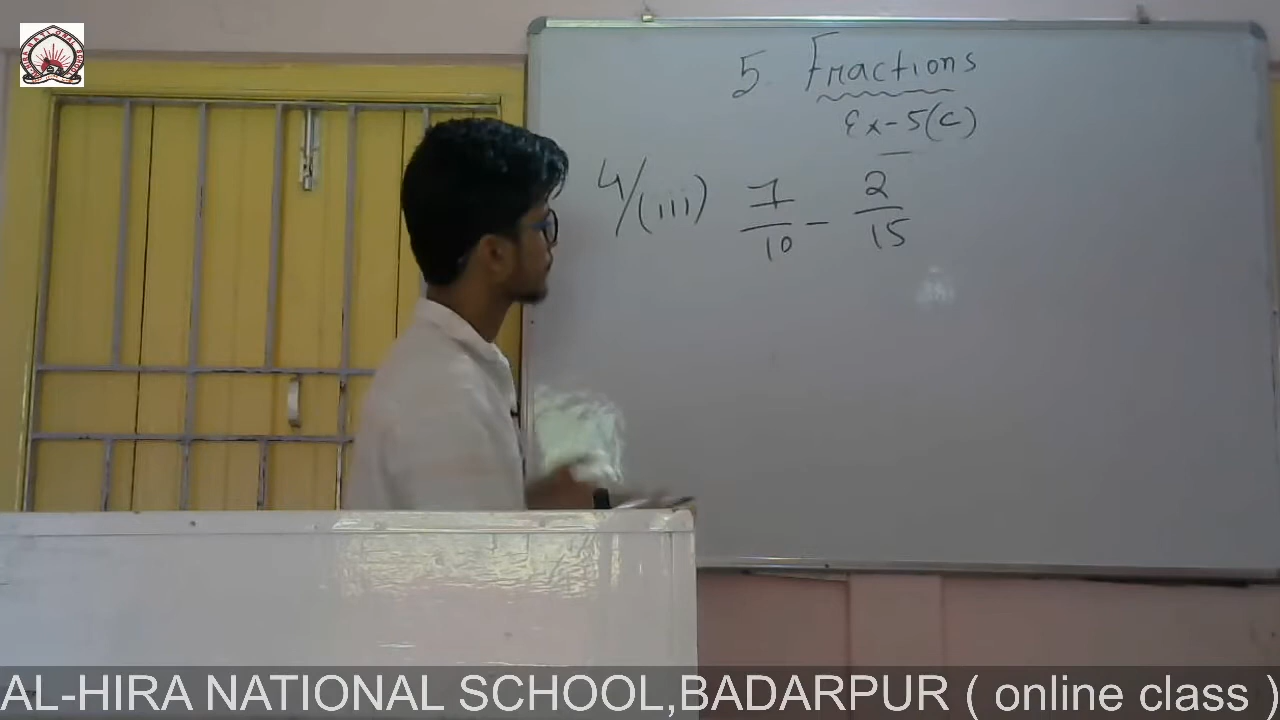 5 Fractions
Ex-5(C)
4/(iii) 7/10 - 2/15
AL-HIRA NATIONAL SCHOOL,BADARPUR ( online class )